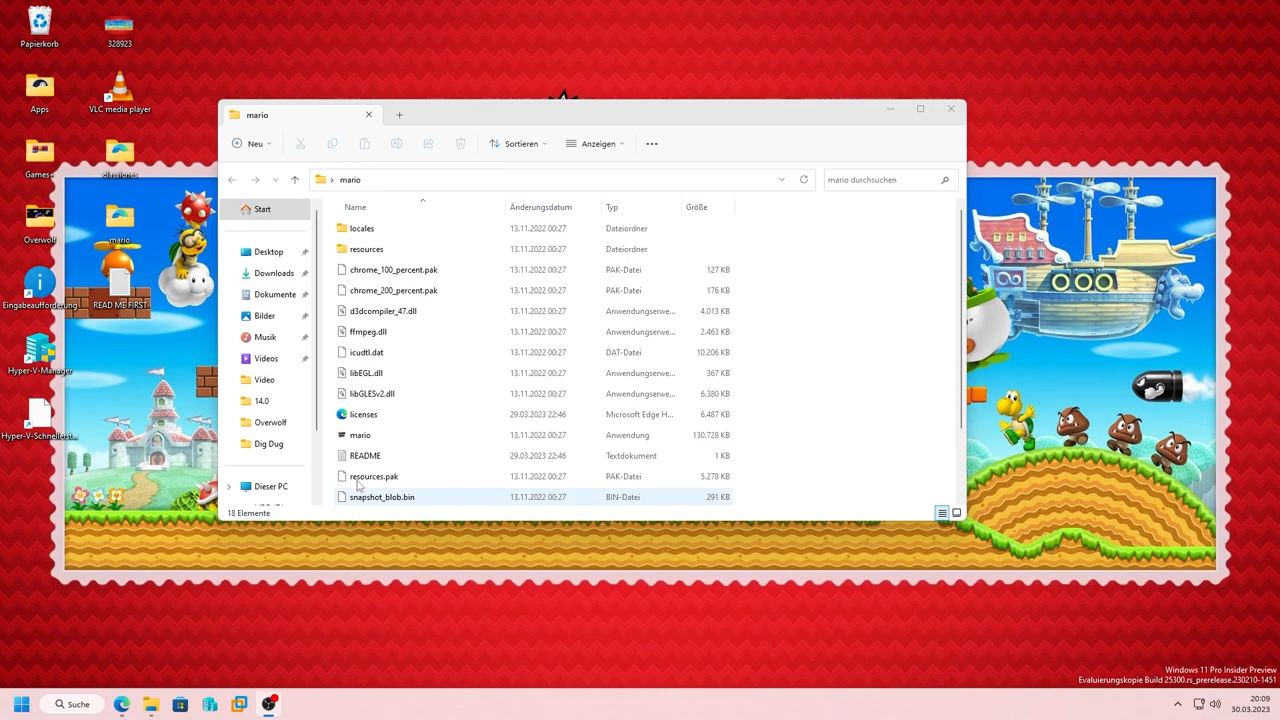 Papierkorb
328923
Apps
VLC media player
Games
classicnes
Overwolf
mario
Eingabeaufforderung
READ ME FIRST
Hyper-V-Manager
Hyper-V-Schnellerst...
mario
Neu
Sortieren
Anzeigen
mario
mario durchsuchen
Start
Desktop
Downloads
Dokumente
Bilder
Musik
Videos
Video
14.0
Overwolf
Dig Dug
Dieser PC
Name Änderungsdatum Typ Größe
locales 13.11.2022 00:27 Dateiordner
resources 13.11.2022 00:27 Dateiordner
chrome_100_percent.pak 13.11.2022 00:27 PAK-Datei 127 KB
chrome_200_percent.pak 13.11.2022 00:27 PAK-Datei 176 KB
d3dcompiler_47.dll 13.11.2022 00:27 Anwendungserwe... 4.013 KB
ffmpeg.dll 13.11.2022 00:27 Anwendungserwe... 2.463 KB
icudtl.dat 13.11.2022 00:27 DAT-Datei 10.206 KB
libEGL.dll 13.11.2022 00:27 Anwendungserwe... 367 KB
libGLESv2.dll 13.11.2022 00:27 Anwendungserwe... 6.380 KB
licenses 29.03.2023 22:46 Microsoft Edge H... 6.487 KB
mario 13.11.2022 00:27 Anwendung 130.728 KB
README 29.03.2023 22:46 Textdokument 1 KB
resources.pak 13.11.2022 00:27 PAK-Datei 5.278 KB
snapshot_blob.bin 13.11.2022 00:27 BIN-Datei 291 KB
18 Elemente
Windows 11 Pro Insider Preview
Evaluierungskopie Build 25300.rs_prerelease.230210-1451
Suche
20:09
30.03.2023